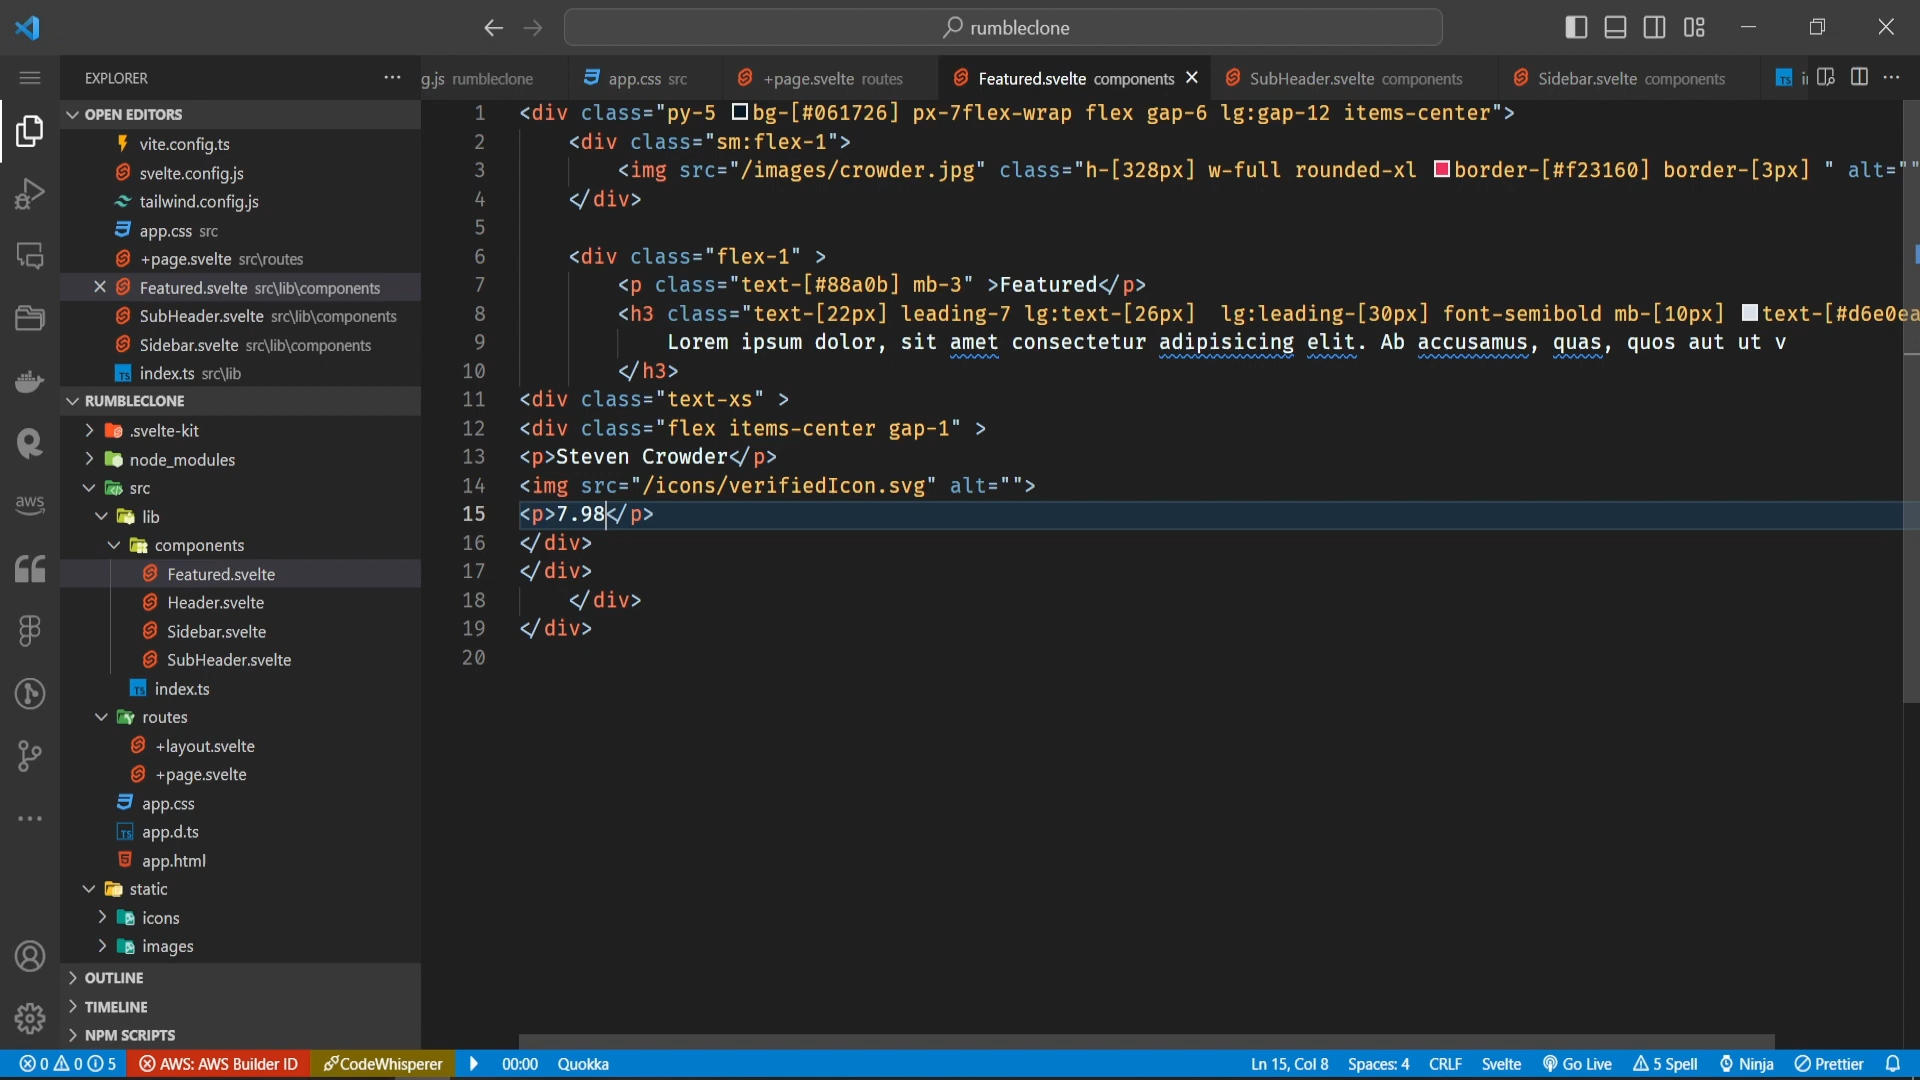 rumbleclone
EXPLORER
g.js rumbleclone
app.css src
+page.svelte routes
Featured.svelte components
SubHeader.svelte components
Sidebar.svelte components
OPEN EDITORS
vite.config.ts
svelte.config.js
tailwind.config.js
app.css src
+page.svelte src\routes
Featured.svelte src\lib\components
SubHeader.svelte src\lib\components
Sidebar.svelte src\lib\components
TS index.ts src\lib
RUMBLECLONE
.svelte-kit
node_modules
src
lib
components
Featured.svelte
Header.svelte
Sidebar.svelte
SubHeader.svelte
TS index.ts
routes
+layout.svelte
+page.svelte
app.css
TS app.d.ts
app.html
static
icons
images
OUTLINE
TIMELINE
NPM SCRIPTS
aws
1 <div class="py-5 bg-[#061726] px-7flex-wrap flex gap-6 lg:gap-12 items-center">
2 <div class="sm:flex-1">
3 <img src="/images/crowder.jpg" class="h-[328px] w-full rounded-xl border-[#f23160] border-[3px] " alt=""
4 </div>
5
6 <div class="flex-1" >
7 <p class="text-[#88a0b] mb-3" >Featured</p>
8 <h3 class="text-[22px] leading-7 lg:text-[26px]  lg:leading-[30px] font-semibold mb-[10px] text-[#d6e0ea
9 Lorem ipsum dolor, sit amet consectetur adipisicing elit. Ab accusamus, quas, quos aut ut v
10 </h3>
11 <div class="text-xs" >
12 <div class="flex items-center gap-1" >
13 <p>Steven Crowder</p>
14 <img src="/icons/verifiedIcon.svg" alt="">
15 <p>7.98</p>
16 </div>
17 </div>
18 </div>
19 </div>
20
0 0 5 AWS: AWS Builder ID CodeWhisperer 00:00 Quokka Ln 15, Col 8 Spaces: 4 CRLF Svelte Go Live 5 Spell Ninja Prettier